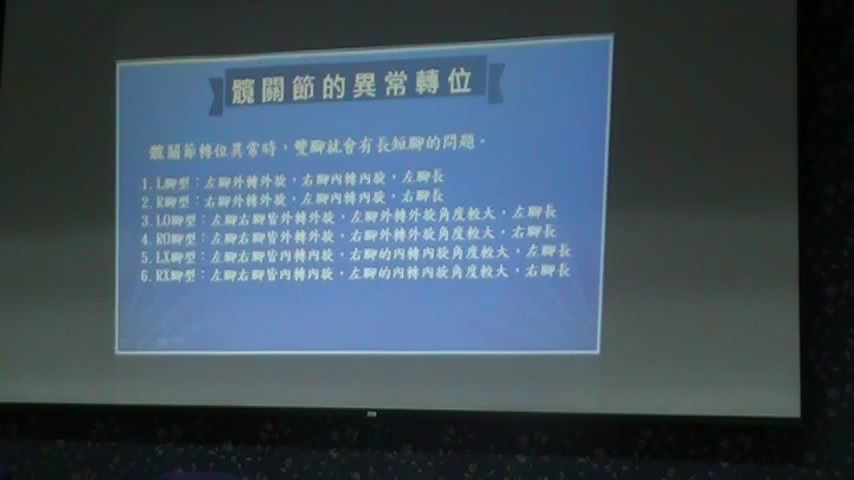 髖關節的異常轉位
髖關節轉位異常時，雙腳就會有長短腳的問題。
1.L腳型：左腳外轉外旋，右腳內轉內旋，左腳長
2.R腳型：右腳外轉外旋，左腳內轉內旋，右腳長
3.LO腳型：左腳右腳皆外轉外旋，左腳外轉外旋角度較大，左腳長
4.RO腳型：左腳右腳皆外轉外旋，右腳外轉外旋角度較大，右腳長
5.LX腳型：左腳右腳皆內轉內旋，右腳的內轉內旋角度較大，左腳長
6.RX腳型：左腳右腳皆內轉內旋，左腳的內轉內旋角度較大，右腳長